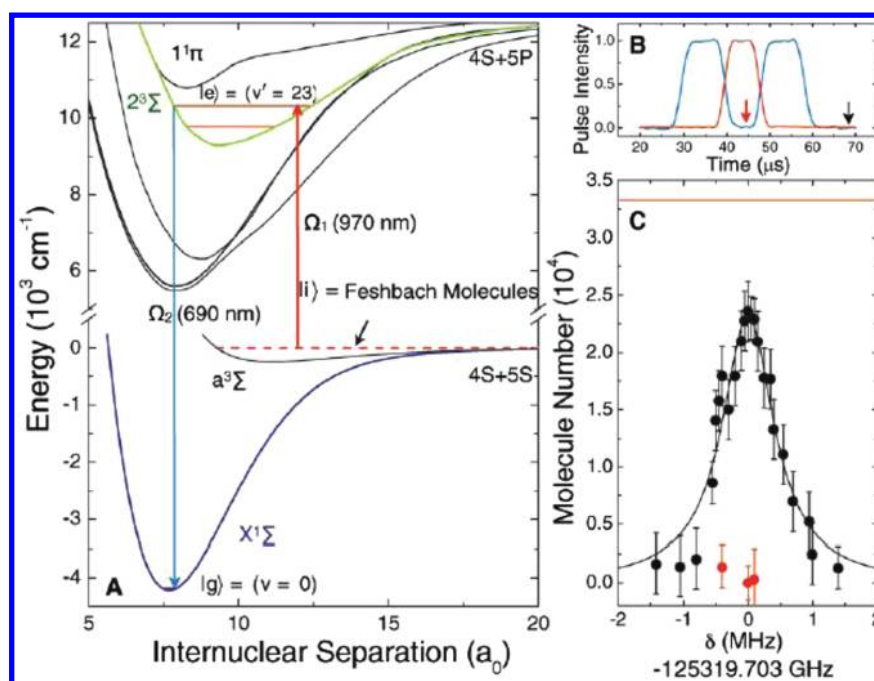 12
10
8
6
0
-1
-2
-3
-4
Energy (10³ cm⁻¹)
1¹π
4S+5P
2³Σ
|e⟩ = (v' = 23)
Ω₁ (970 nm)
|i⟩ = Feshbach Molecules
Ω₂ (690 nm)
a³Σ
4S+5S
X¹Σ
A
|g⟩ = (v = 0)
5
10
15
20
Internuclear Separation (a₀)
B
Pulse Intensity
1.0
0.5
0.0
20 30 40 50 60 70
Time (μs)
C
Molecule Number (10⁴)
3.5
3.0
2.5
2.0
1.5
1.0
0.5
0.0
-2 -1 0 1 2
δ (MHz)
-125319.703 GHz